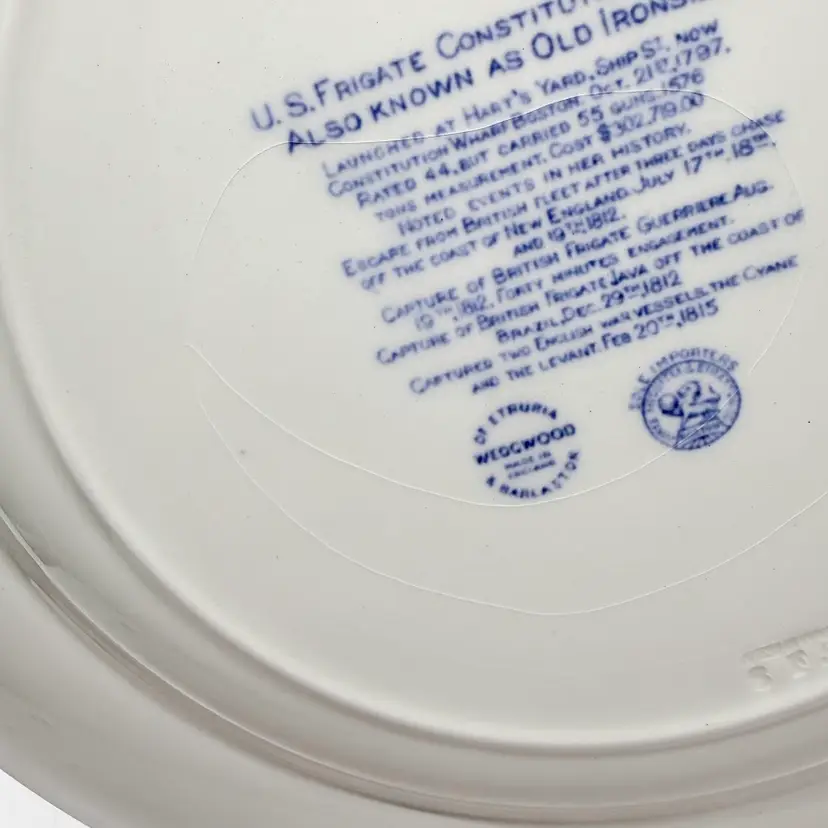 U.S. FRIGATE CONSTITU
ALSO KNOWN AS OLD IRONS
LAUNCHED AT HART'S YARD, SHIP ST. NOW
CONSTITUTION WHARF BOSTON, OCT. 21ST, 1797.
RATED 44, BUT CARRIED 55 GUNS. 1576
TONS MEASUREMENT. COST $302,719.00
NOTED EVENTS IN HER HISTORY.
ESCAPE FROM BRITISH FLEET AFTER THREE DAYS CHASE
OFF THE COAST OF NEW ENGLAND, JULY 17TH, 18TH,
AND 19TH, 1812.
CAPTURE OF BRITISH FRIGATE GUERRIERE, AUG.
19TH, 1812. FORTY MINUTES ENGAGEMENT.
CAPTURE OF BRITISH FRIGATE JAVA OFF THE COAST OF
BRAZIL, DEC. 29TH, 1812
CAPTURED TWO ENGLISH WAR VESSELS, THE CYANE
AND THE LEVANT. FEB 20TH, 1815
SOLE IMPORTERS
OF ETRURIA
WEDGWOOD
MADE IN
ENGLAND
& BARLASTON